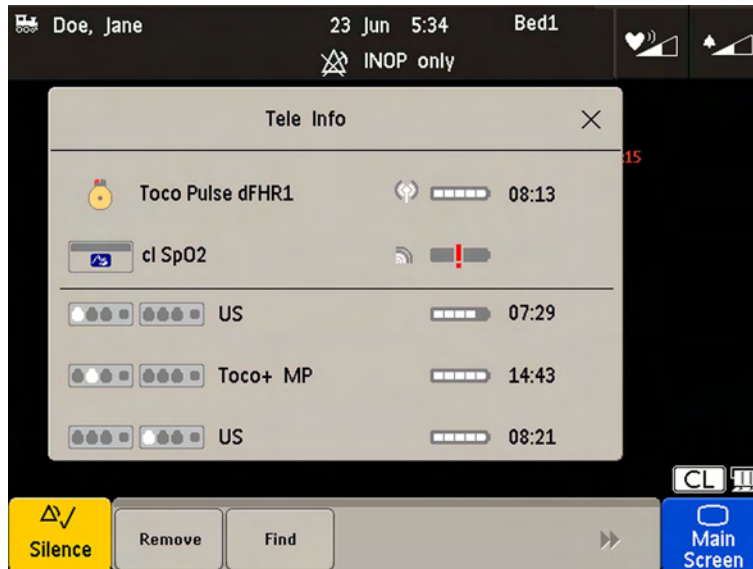 Doe, Jane 23 Jun 5:34 Bed1
INOP only
Tele Info
:15
Toco Pulse dFHR1 08:13
cl SpO2
US 07:29
Toco+ MP 14:43
US 08:21
CL
Silence
Remove
Find
Main
Screen